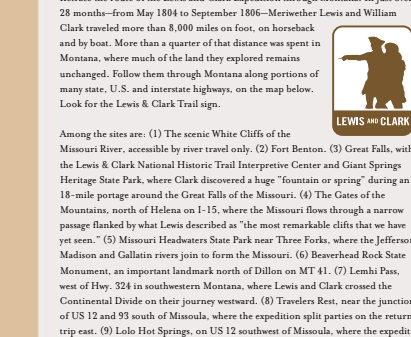 28 months—from May 1804 to September 1806—Meriwether Lewis and William
Clark traveled more than 8,000 miles on foot, on horseback
and by boat. More than a quarter of that distance was spent in
Montana, where much of the land they explored remains
unchanged. Follow them through Montana along portions of
many state, U.S. and interstate highways, on the map below.
Look for the Lewis & Clark Trail sign.
LEWIS AND CLARK
Among the sites are: (1) The scenic White Cliffs of the
Missouri River, accessible by river travel only. (2) Fort Benton. (3) Great Falls, with
the Lewis & Clark National Historic Trail Interpretive Center and Giant Springs
Heritage State Park, where Clark discovered a huge "fountain or spring" during an
18-mile portage around the Great Falls of the Missouri. (4) The Gates of the
Mountains, north of Helena on I-15, where the Missouri flows through a narrow
passage flanked by what Lewis described as "the most remarkable clifts that we have
yet seen." (5) Missouri Headwaters State Park near Three Forks, where the Jefferson
Madison and Gallatin rivers join to form the Missouri. (6) Beaverhead Rock State
Monument, an important landmark north of Dillon on MT 41. (7) Lemhi Pass,
west of Hwy. 324 in southwestern Montana, where Lewis and Clark crossed the
Continental Divide on their journey westward. (8) Travelers Rest, near the junction
of US 12 and 93 south of Missoula, where the expedition split parties on the return
trip east. (9) Lolo Hot Springs, on US 12 southwest of Missoula, where the expedit